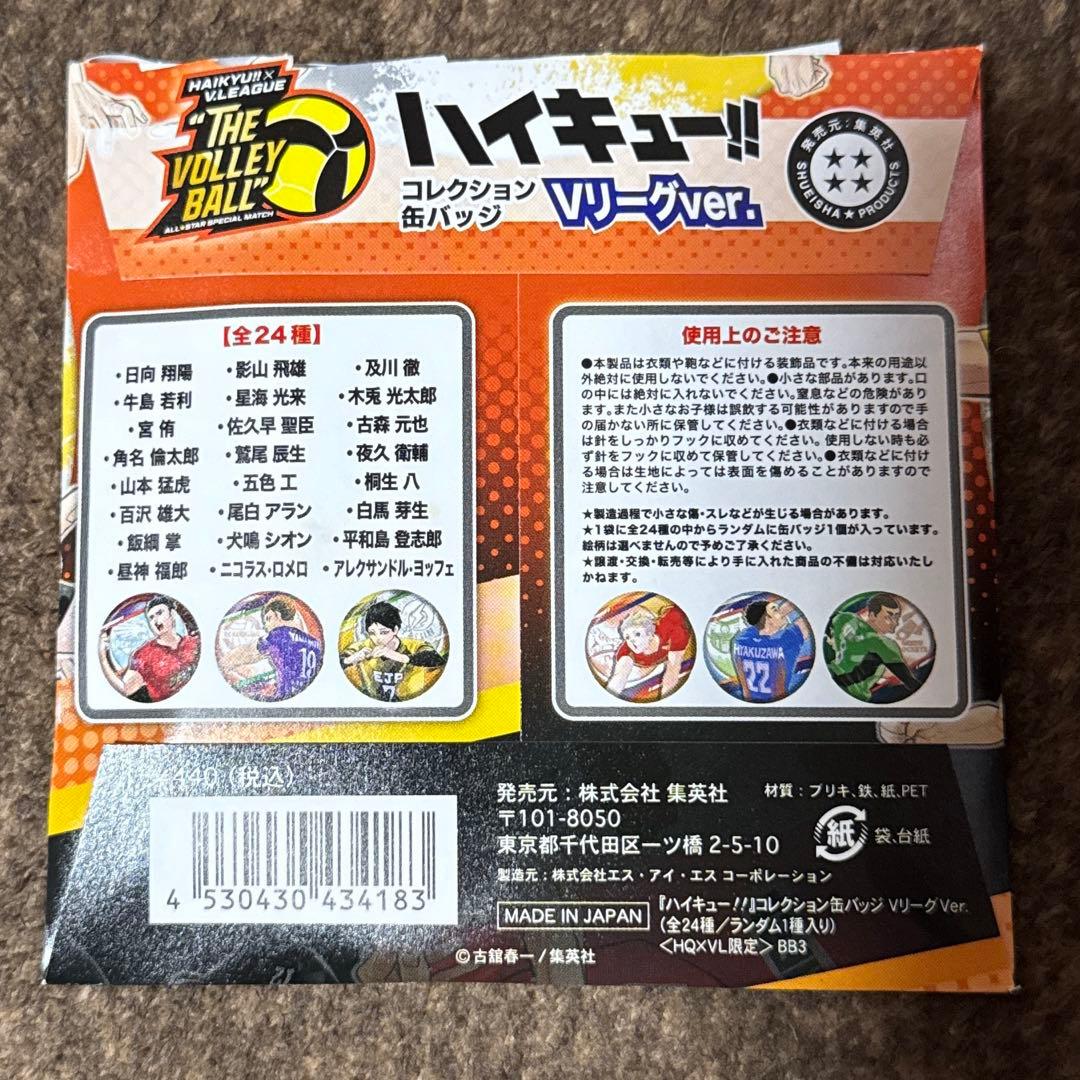 HAIKYU!!×
V.LEAGUE
"THE
VOLLEY
BALL"
ALL★STAR SPECIAL MATCH
ハイキュー!!
コレクション
缶バッジ
Vリーグver.
発売元：集英社
SHUEISHA★PRODUCTS
【全24種】
・日向 翔陽 ・影山 飛雄 ・及川 徹
・牛島 若利 ・星海 光来 ・木兎 光太郎
・宮 侑 ・佐久早 聖臣 ・古森 元也
・角名 倫太郎 ・鷲尾 辰生 ・夜久 衛輔
・山本 猛虎 ・五色 工 ・桐生 八
・百沢 雄大 ・尾白 アラン ・白馬 芽生
・飯綱 掌 ・犬鳴 シオン ・平和島 登志郎
・昼神 福郎 ・ニコラス・ロメロ ・アレクサンドル・ヨッフェ
19
EJP
使用上のご注意
●本製品は衣類や鞄などに付ける装飾品です。本来の用途以
外絶対に使用しないでください。●小さな部品があります。口
の中には絶対に入れないでください。窒息などの危険があり
ます。また小さなお子様は誤飲する可能性がありますので手
の届かない所に保管してください。●衣類などに付ける場合
は針をしっかりフックに収めてください。使用しない時も必
ず針をフックに収めて保管してください。●衣類などに付け
る場合は生地によっては表面を傷めることがありますので
注意してください。
★製造過程で小さな傷・スレなどが生じる場合があります。
★1袋に全24種の中からランダムに缶バッジ1個が入っています。
絵柄は選べませんので予めご了承ください。
★譲渡・交換・転売等により手に入れた商品の不備は対応いたし
かねます。
HYAKUZAWA
22
¥440（税込）
4 530430 434183
発売元：株式会社 集英社
〒101-8050
東京都千代田区一ツ橋 2-5-10
製造元：株式会社エス・アイ・エス コーポレーション
材質：ブリキ、鉄、紙、PET
紙
袋、台紙
MADE IN JAPAN
『ハイキュー!!』コレクション缶バッジ VリーグVer.
（全24種／ランダム1種入り）
＜HQ×VL限定＞ BB3
©古舘春一／集英社